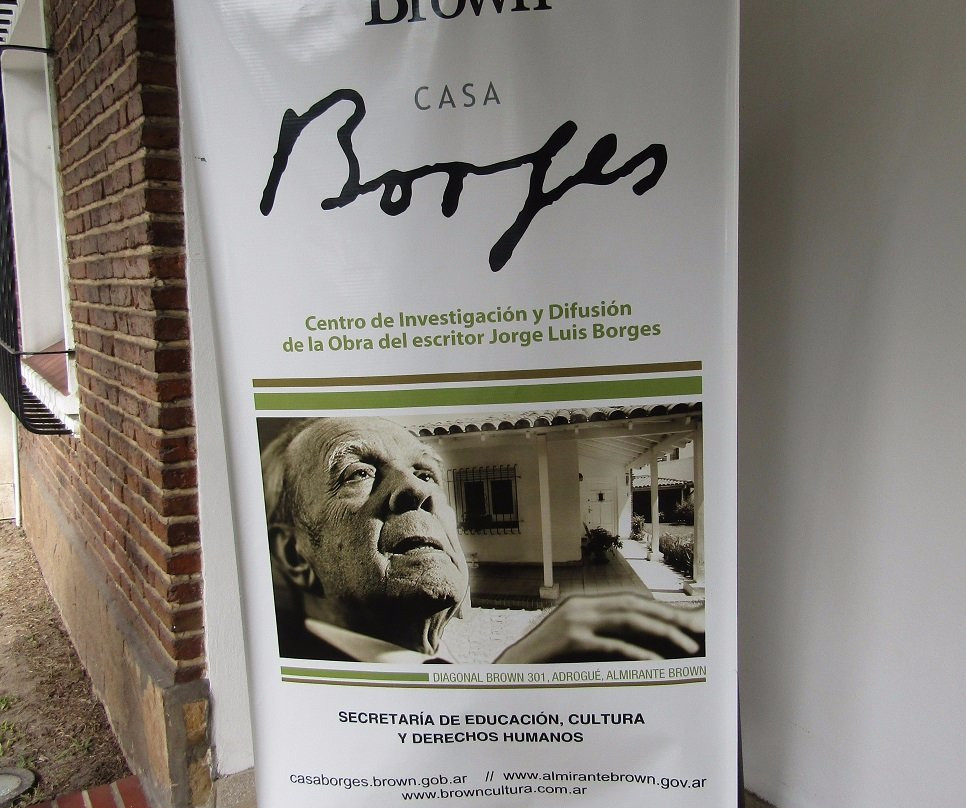 Brown
CASA
Borges
Centro de Investigación y Difusión
de la Obra del escritor Jorge Luis Borges
DIAGONAL BROWN 301, ADROGUÉ, ALMIRANTE BROWN
SECRETARÍA DE EDUCACIÓN, CULTURA
Y DERECHOS HUMANOS
casaborges.brown.gob.ar // www.almirantebrown.gov.ar
www.browncultura.com.ar